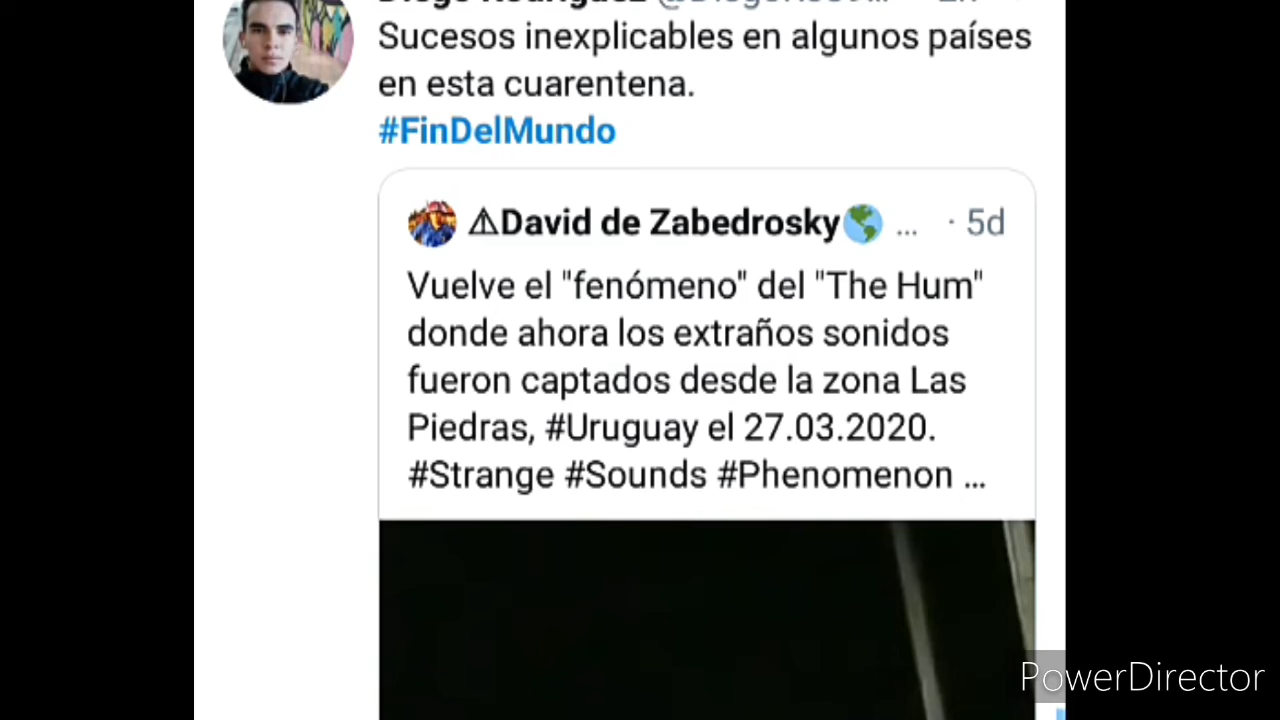 Diego Rodríguez
Sucesos inexplicables en algunos países
en esta cuarentena.
#FinDelMundo
⚠David de Zabedrosky🌎 ... · 5d
Vuelve el "fenómeno" del "The Hum"
donde ahora los extraños sonidos
fueron captados desde la zona Las
Piedras, #Uruguay el 27.03.2020.
#Strange #Sounds #Phenomenon ...
PowerDirector